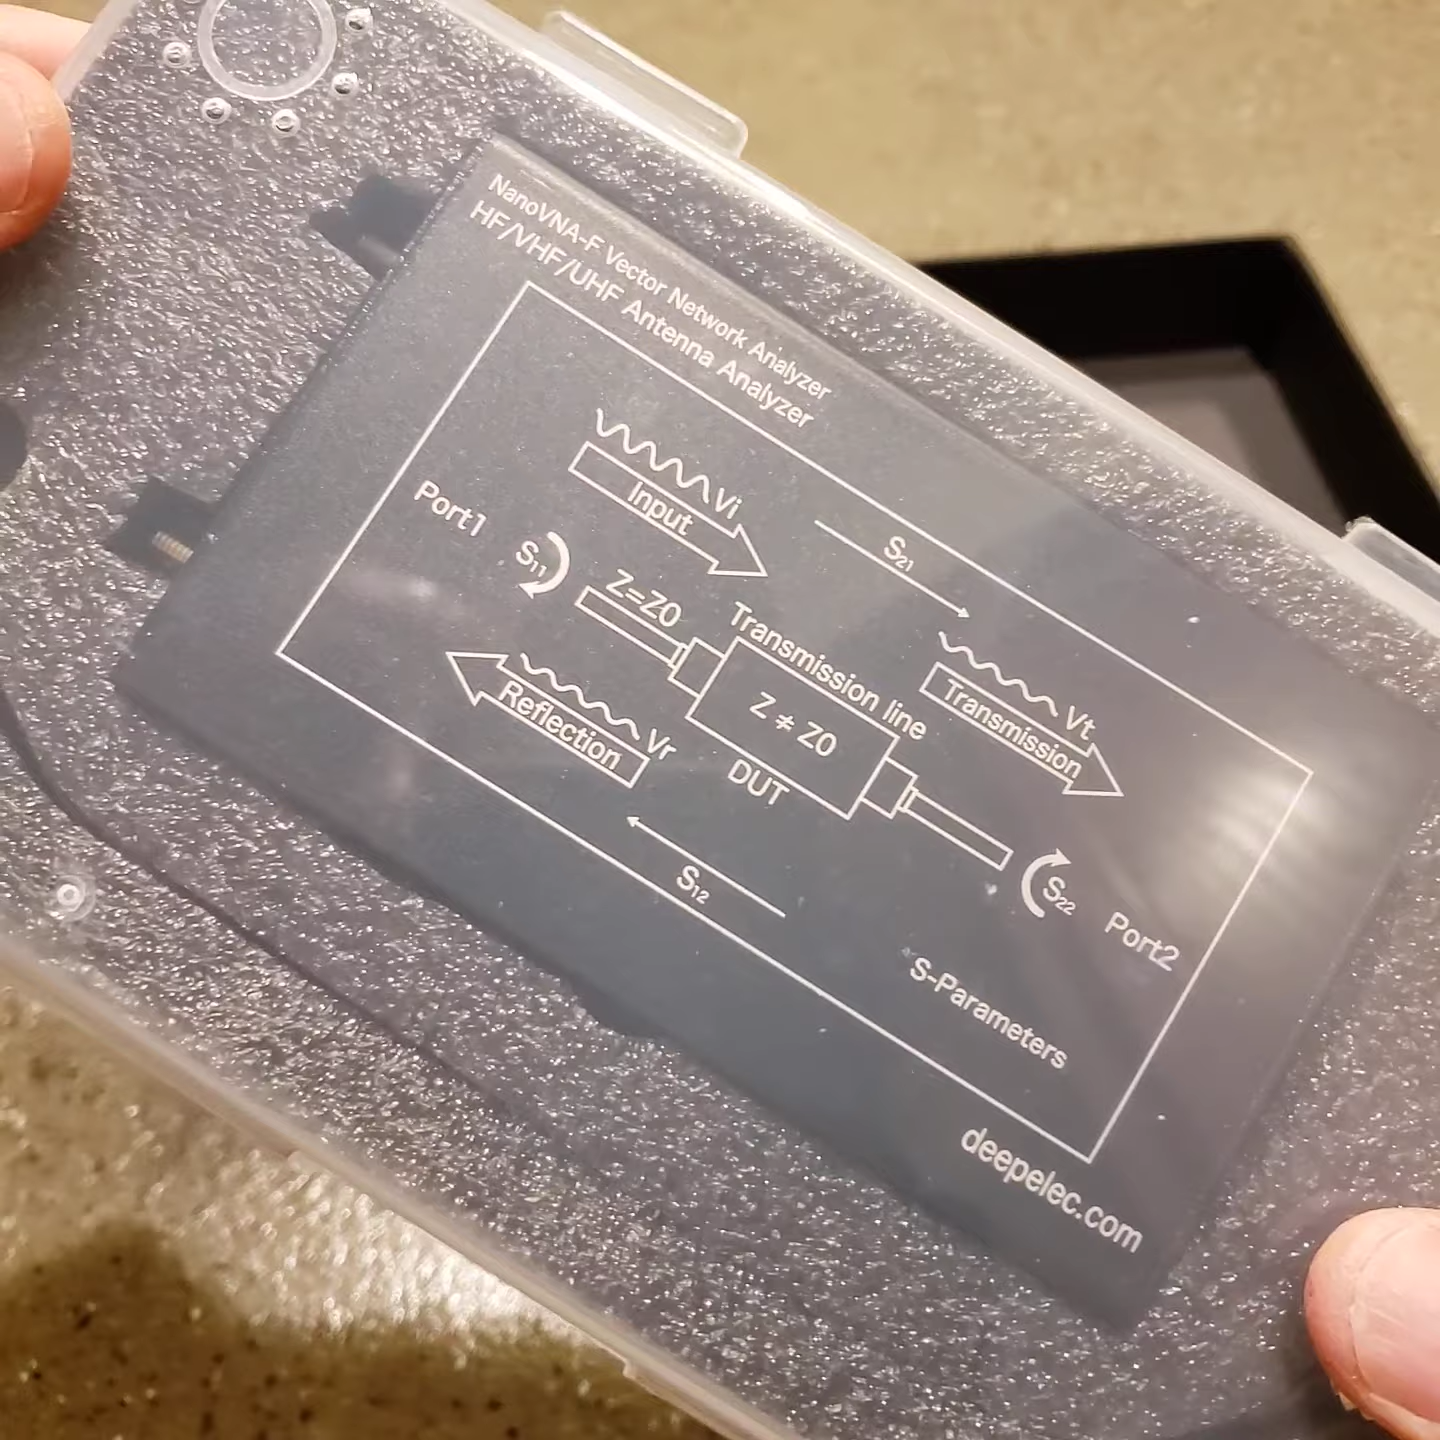 NanoVNA-F Vector Network Analyzer
HF/VHF/UHF Antenna Analyzer
Vi
Input
Port1
S21
S11
Z=Z0
Transmission line
Vt
Transmission
Z ≠ Z0
Vr
Reflection
DUT
S12
S22
Port2
S-Parameters
deepelec.com